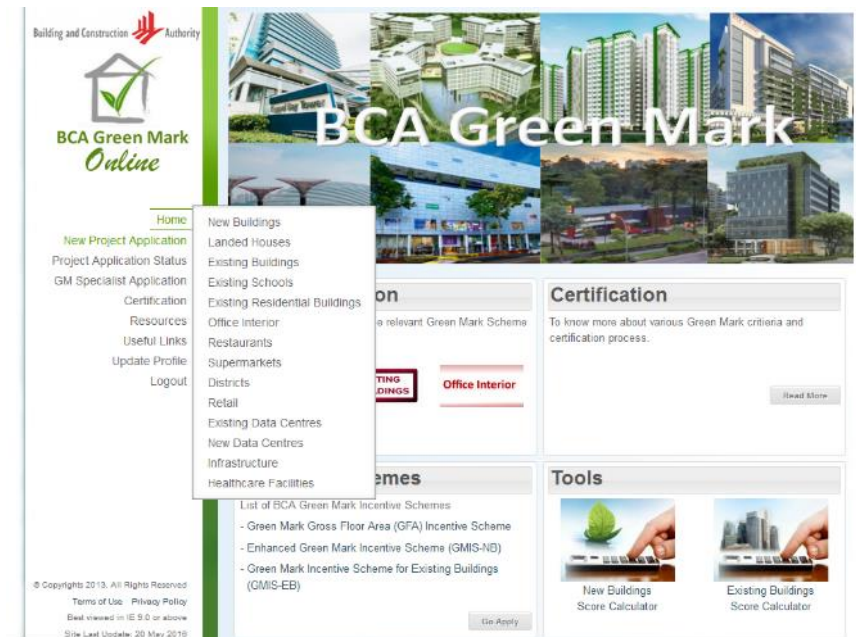 Building and Construction Authority
BCA Green Mark
Online
BCA Green Mark
Home
New Project Application
Project Application Status
GM Specialist Application
Certification
Resources
Useful Links
Update Profile
Logout
New Buildings
Landed Houses
Existing Buildings
Existing Schools
Existing Residential Buildings
Office Interior
Restaurants
Supermarkets
Districts
Retail
Existing Data Centres
New Data Centres
Infrastructure
Healthcare Facilities
on
e relevant Green Mark Scheme
TING
DINGS
Office Interior
Certification
To know more about various Green Mark critieria and
certification process.
Read More
emes
List of BCA Green Mark Incentive Schemes
- Green Mark Gross Floor Area (GFA) Incentive Scheme
- Enhanced Green Mark Incentive Scheme (GMIS-NB)
- Green Mark Incentive Scheme for Existing Buildings
(GMIS-EB)
Go Apply
Tools
New Buildings
Score Calculator
Existing Buildings
Score Calculator
© Copyrights 2013, All Rights Reserved
Terms of Use Privacy Policy
Best viewed in IE 9.0 or above
Site Last Update: 20 May 2016